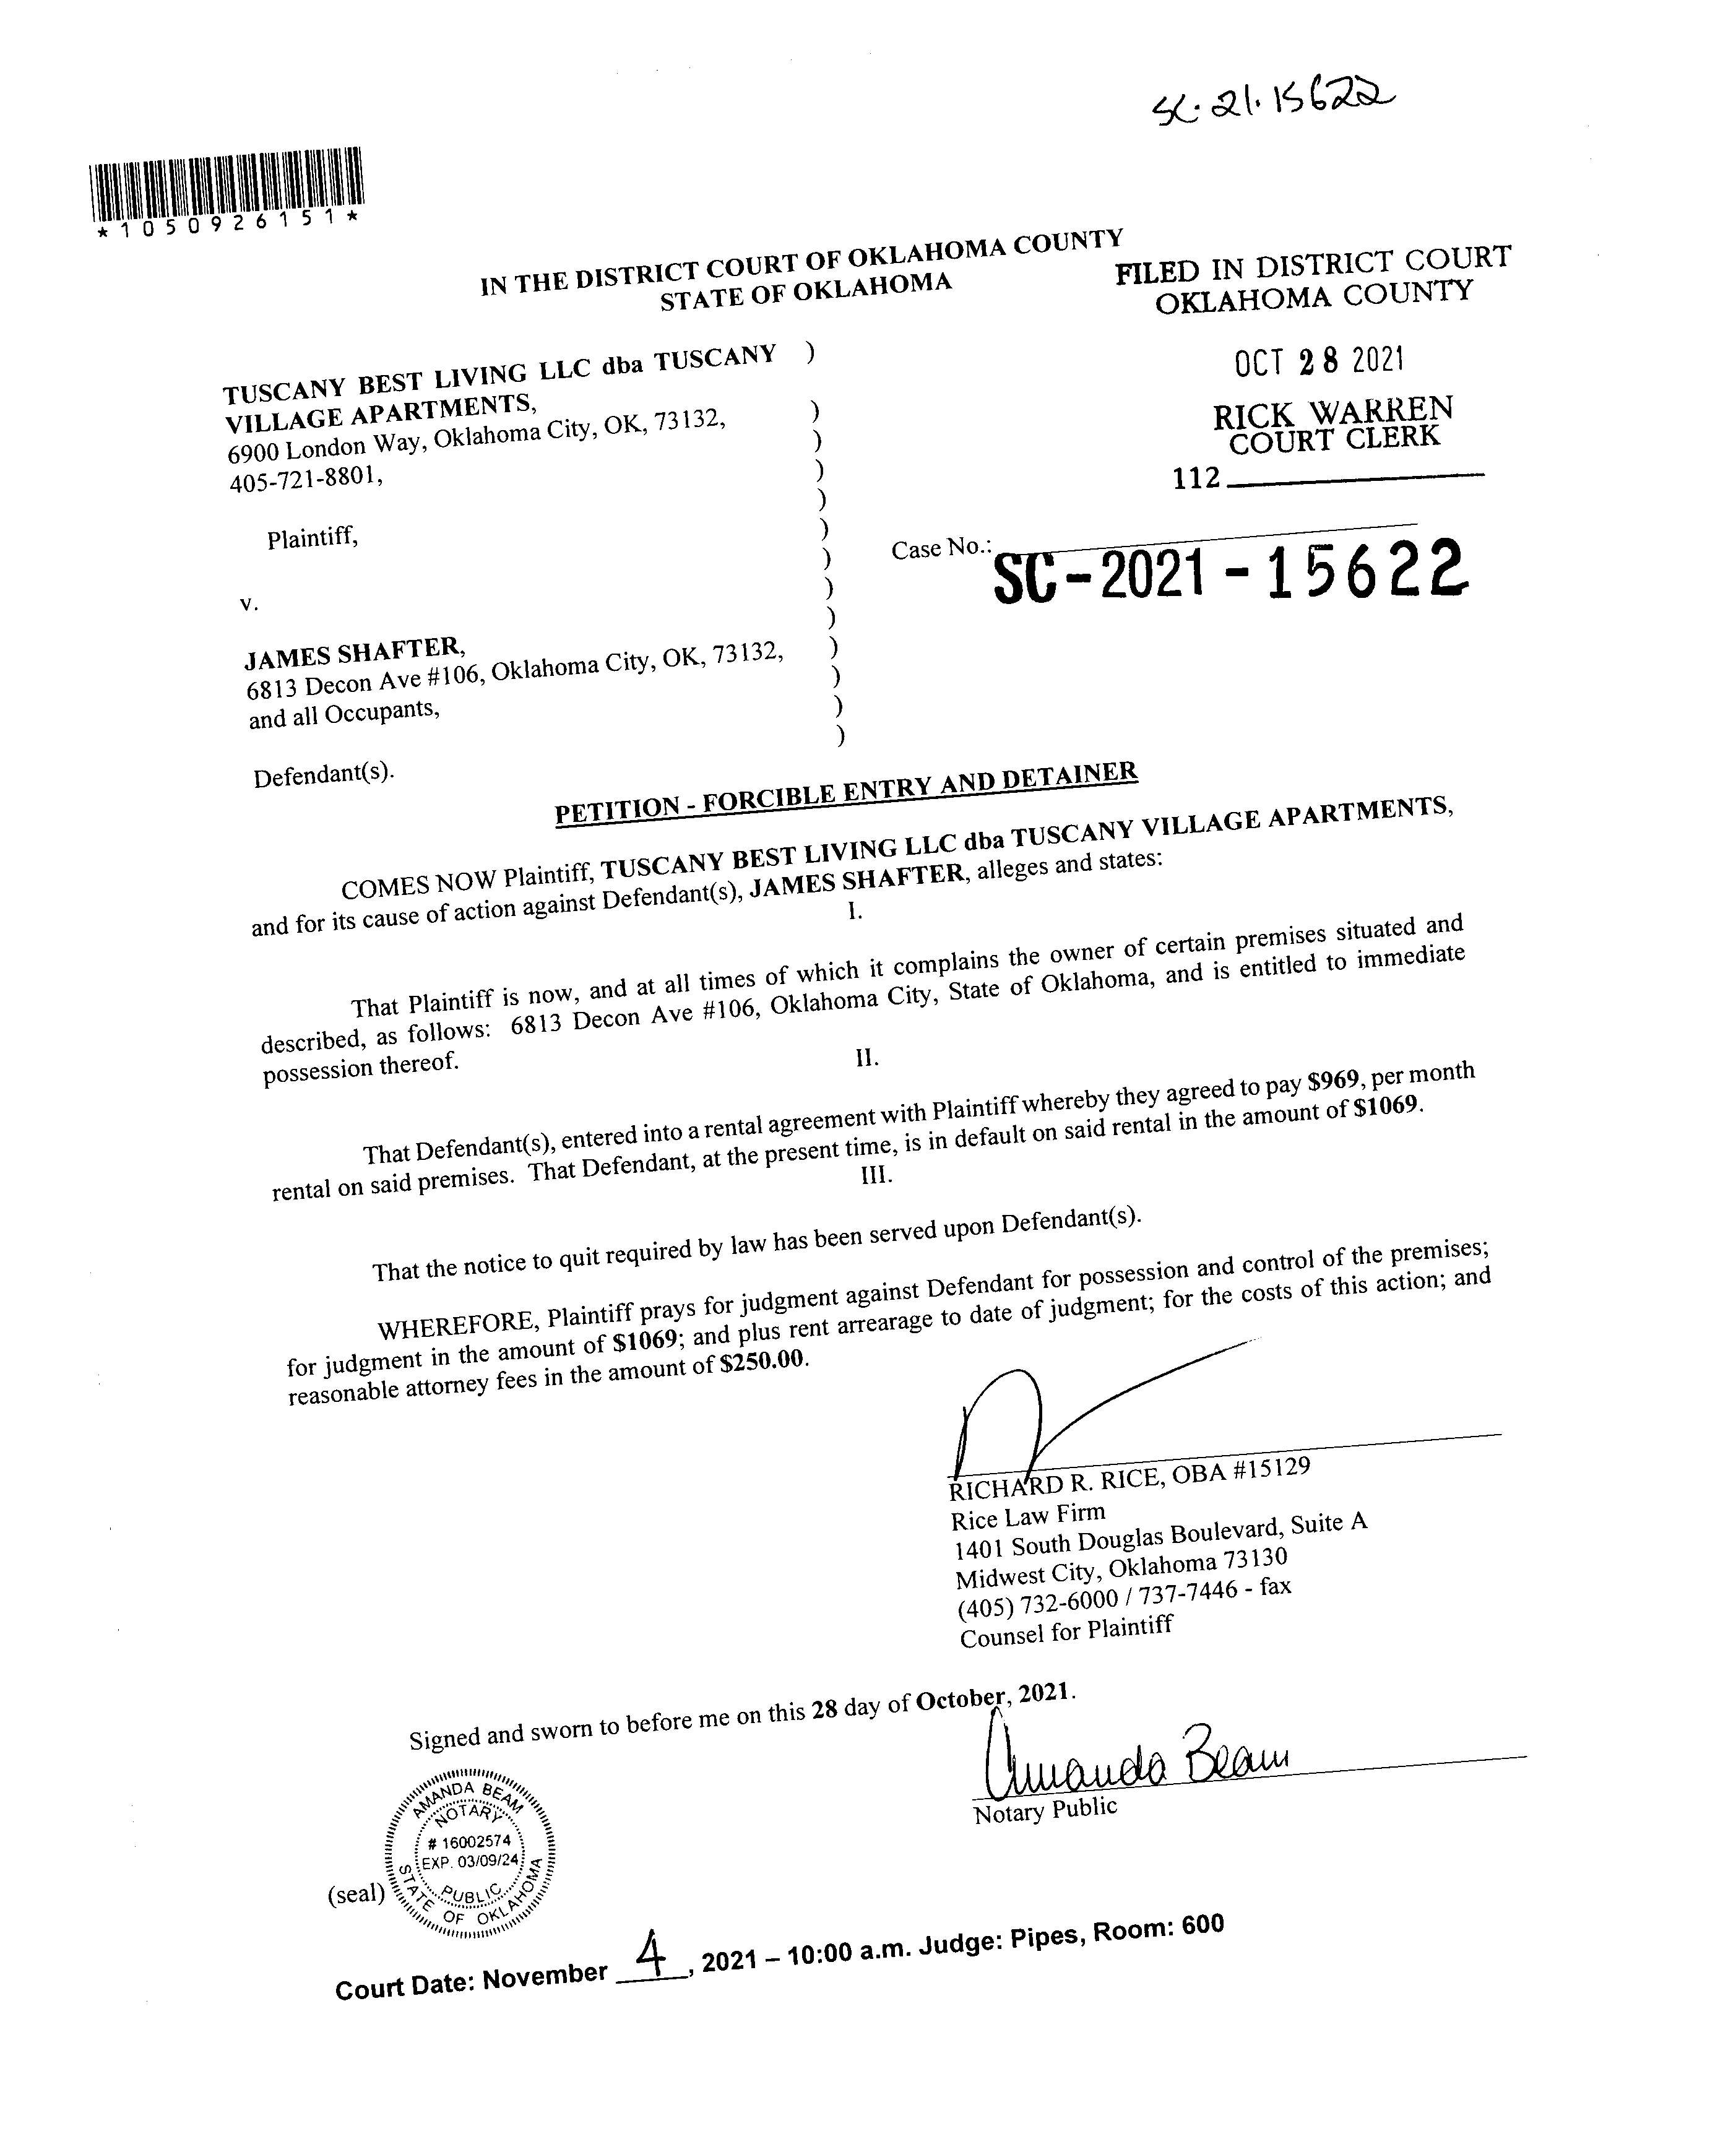 SC-21-15622
*1050926151*
IN THE DISTRICT COURT OF OKLAHOMA COUNTY
STATE OF OKLAHOMA
FILED IN DISTRICT COURT
OKLAHOMA COUNTY
OCT 28 2021
RICK WARREN
COURT CLERK
112
TUSCANY BEST LIVING LLC dba TUSCANY )
VILLAGE APARTMENTS, )
6900 London Way, Oklahoma City, OK, 73132, )
405-721-8801, )
)
Plaintiff, )
)
Case No.:
SC-2021-15622
v. )
)
JAMES SHAFTER, )
6813 Decon Ave #106, Oklahoma City, OK, 73132, )
and all Occupants, )
)
Defendant(s).
PETITION - FORCIBLE ENTRY AND DETAINER
COMES NOW Plaintiff, TUSCANY BEST LIVING LLC dba TUSCANY VILLAGE APARTMENTS,
and for its cause of action against Defendant(s), JAMES SHAFTER, alleges and states:
I.
That Plaintiff is now, and at all times of which it complains the owner of certain premises situated and
described, as follows: 6813 Decon Ave #106, Oklahoma City, State of Oklahoma, and is entitled to immediate
possession thereof.
II.
That Defendant(s), entered into a rental agreement with Plaintiff whereby they agreed to pay $969, per month
rental on said premises. That Defendant, at the present time, is in default on said rental in the amount of $1069.
III.
That the notice to quit required by law has been served upon Defendant(s).
WHEREFORE, Plaintiff prays for judgment against Defendant for possession and control of the premises;
for judgment in the amount of $1069; and plus rent arrearage to date of judgment; for the costs of this action; and
reasonable attorney fees in the amount of $250.00.
RICHARD R. RICE, OBA #15129
Rice Law Firm
1401 South Douglas Boulevard, Suite A
Midwest City, Oklahoma 73130
(405) 732-6000 / 737-7446 - fax
Counsel for Plaintiff
Signed and sworn to before me on this 28 day of October, 2021.
Amanda Beam
Notary Public
AMANDA BEAM
NOTARY
# 16002574
EXP. 03/09/24
PUBLIC
STATE OF OKLAHOMA
(seal)
Court Date: November 4, 2021 – 10:00 a.m. Judge: Pipes, Room: 600